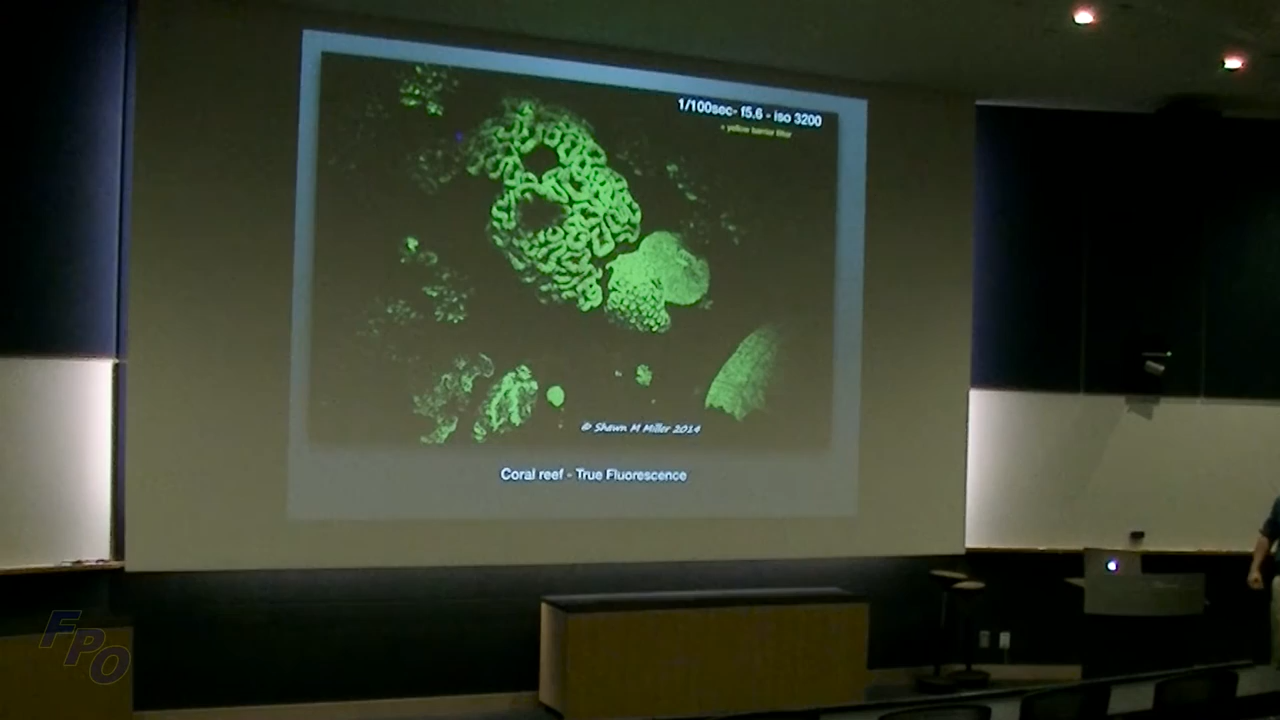 1/100sec- f5.6 - iso 3200
+ yellow barrier filter
© Shawn M Miller 2014
Coral reef - True Fluorescence
FPO